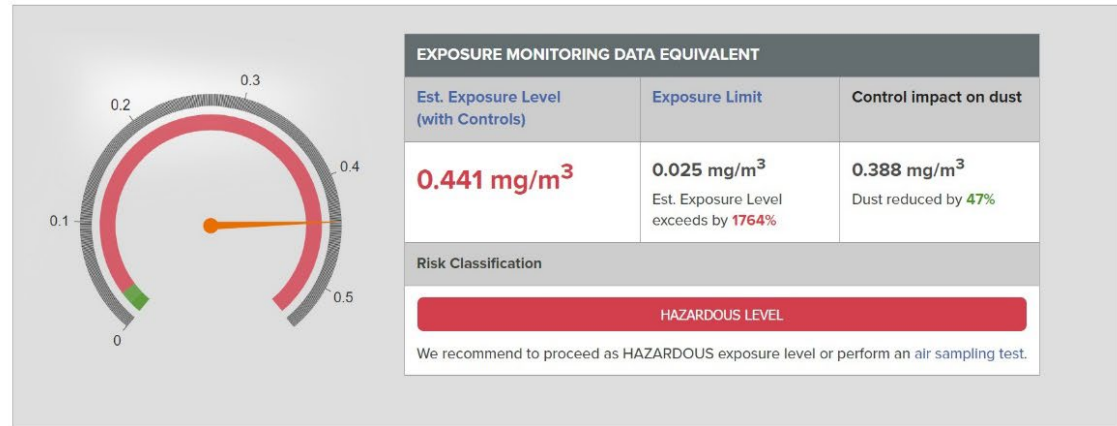 0.3
0.2
0.4
0.1
0.5
0
EXPOSURE MONITORING DATA EQUIVALENT
Est. Exposure Level
(with Controls)
Exposure Limit
Control impact on dust
0.441 mg/m³
0.025 mg/m³
Est. Exposure Level
exceeds by 1764%
0.388 mg/m³
Dust reduced by 47%
Risk Classification
HAZARDOUS LEVEL
We recommend to proceed as HAZARDOUS exposure level or perform an air sampling test.